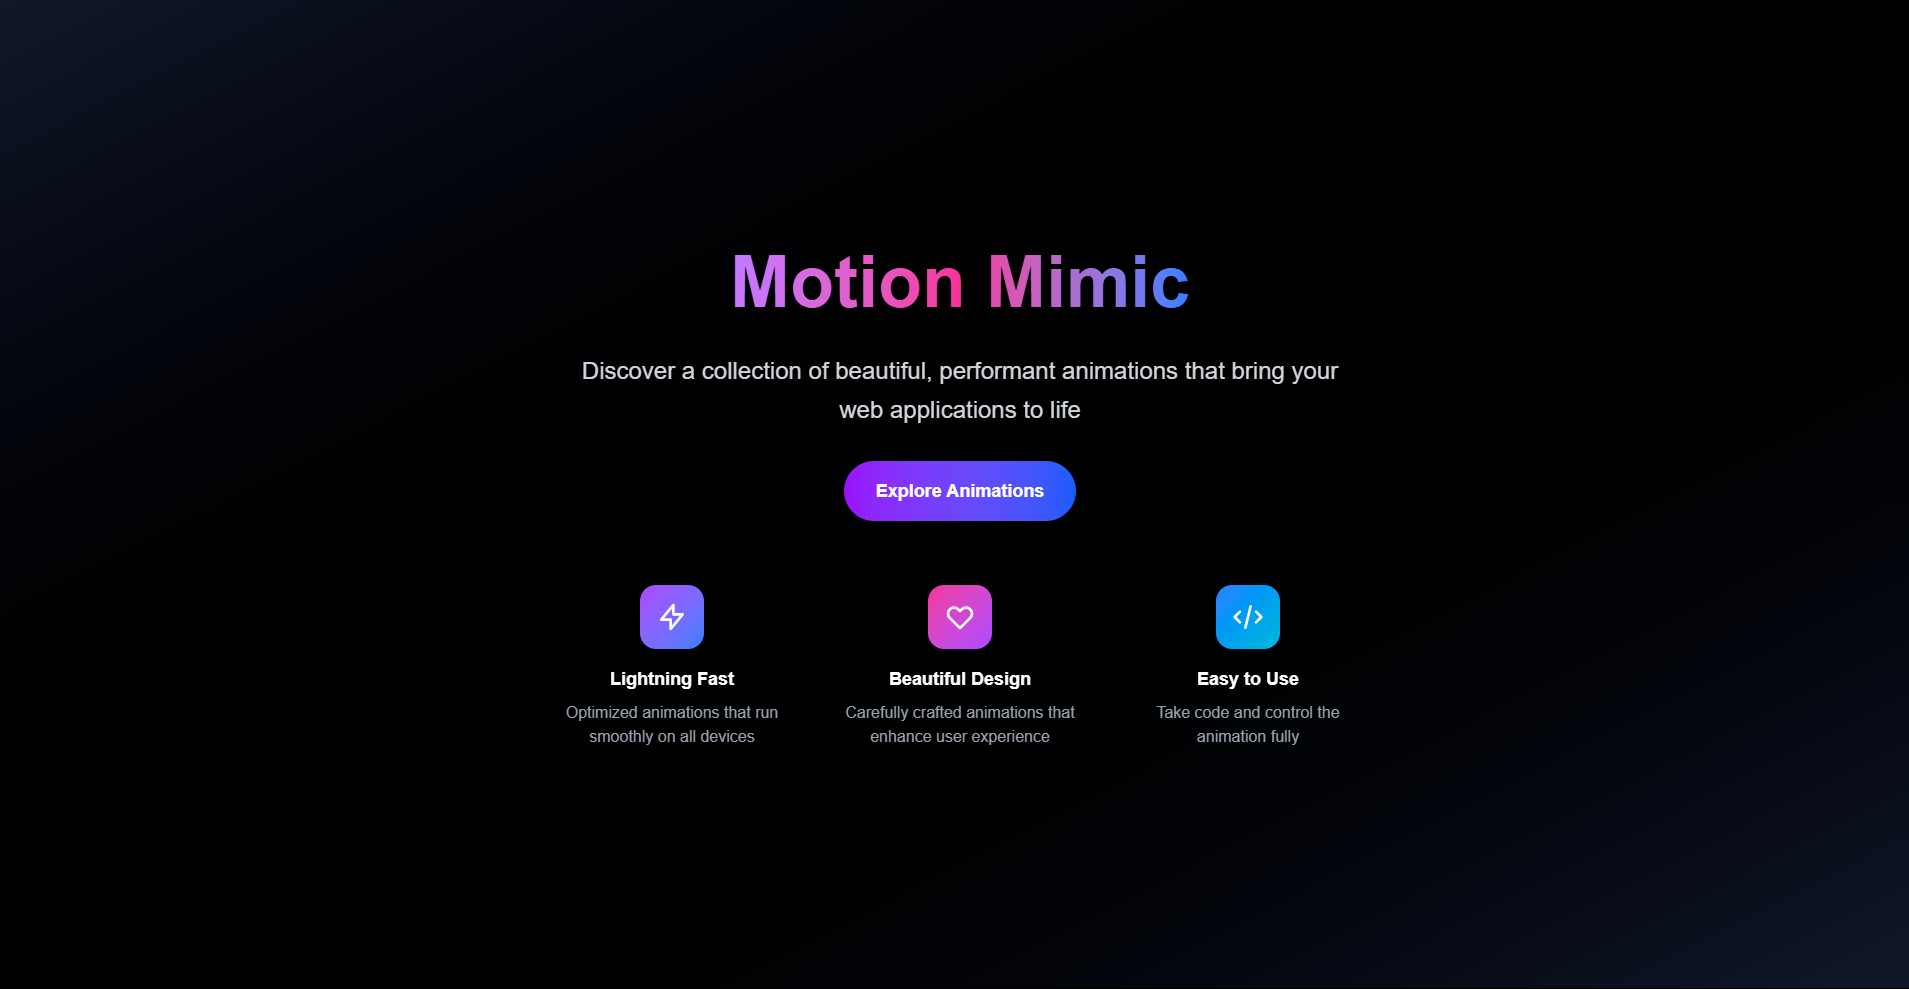 Motion Mimic
Discover a collection of beautiful, performant animations that bring your
web applications to life
Explore Animations
Lightning Fast
Optimized animations that run
smoothly on all devices
Beautiful Design
Carefully crafted animations that
enhance user experience
Easy to Use
Take code and control the
animation fully